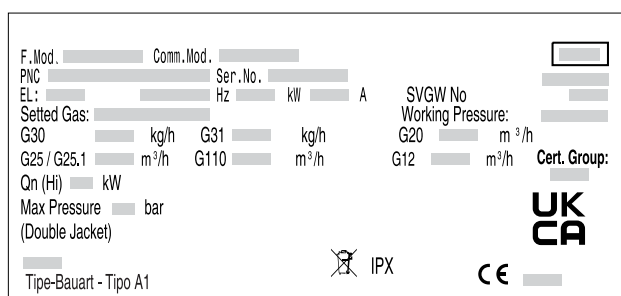 F.Mod. Comm.Mod.
PNC Ser.No.
EL: Hz kW A SVGW No
Setted Gas: Working Pressure:
G30 kg/h G31 kg/h G20 m³/h
G25 / G25.1 m³/h G110 m³/h G12 m³/h Cert. Group:
Qn (Hi) kW
Max Pressure bar
(Double Jacket)
UK
CA
IPX CE
Tipe-Bauart - Tipo A1